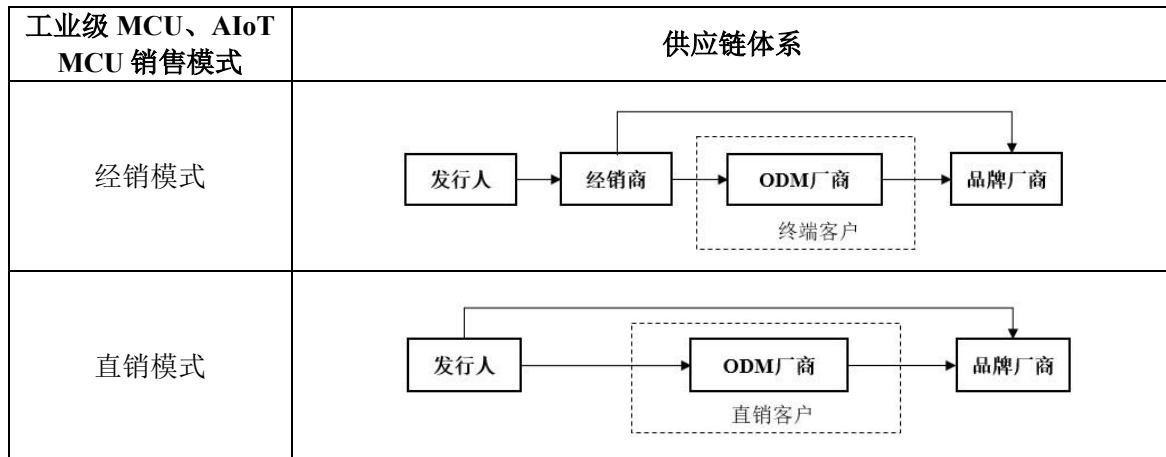 工业级 MCU、AIoT
MCU 销售模式
供应链体系
经销模式
发行人
经销商
ODM厂商
品牌厂商
终端客户
直销模式
发行人
ODM厂商
品牌厂商
直销客户